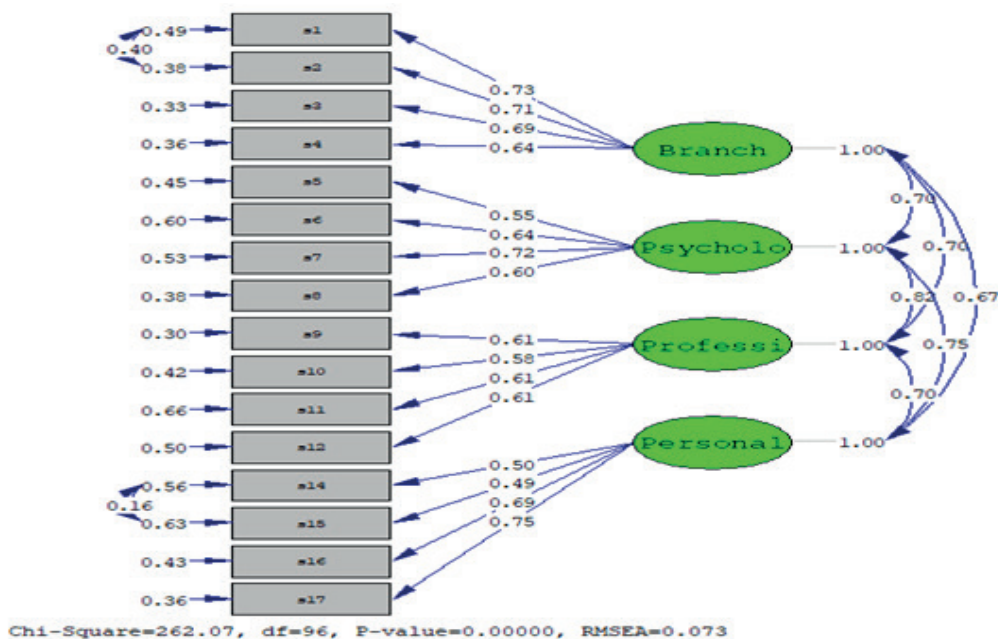 0.49 s1
0.40
0.38 s2
0.73
0.33 s3
0.71
0.69
0.36 s4
0.64
Branch 1.00
0.45 s5
0.70
0.60 s6
0.55
0.64
0.53 s7
0.72
Psycholo 1.00 0.70
0.60
0.38 s8
0.82 0.67
0.30 s9
0.61
0.58
Professi 1.00 0.75
0.42 s10
0.61
0.61
0.66 s11
0.70
0.50 s12
Personal 1.00
0.50
0.56 s14
0.49
0.16
0.69
0.63 s15
0.75
0.43 s16
0.36 s17
Chi-Square=262.07, df=96, P-value=0.00000, RMSEA=0.073